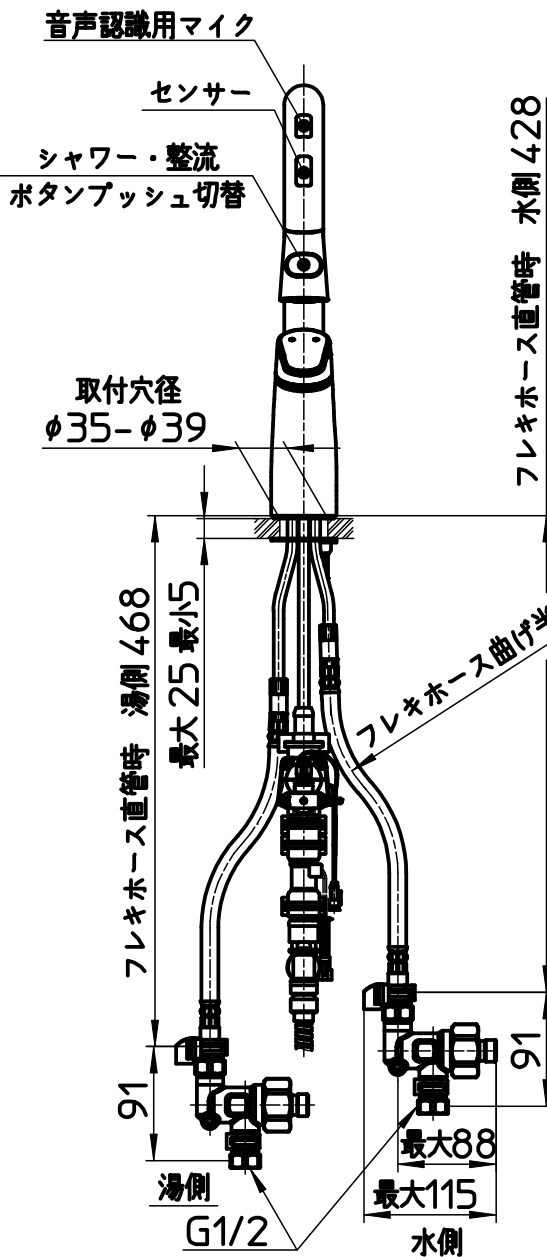 音声認識用マイク
センサー
シャワー・整流
ボタンプッシュ切替
フレキホース直管時 水側 428
取付穴径
φ35-φ39
フレキホース直管時 湯側 468
最大 25 最小5
フレキホース曲げ
91
91
最大88
最大115
湯側
G1/2
水側